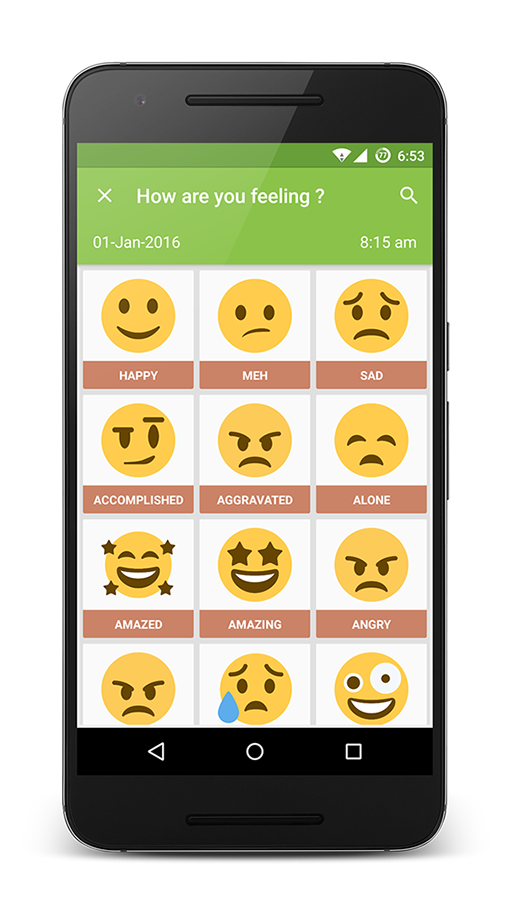 77 6:53
How are you feeling ?
01-Jan-2016 8:15 am
HAPPY MEH SAD
ACCOMPLISHED AGGRAVATED ALONE
AMAZED AMAZING ANGRY